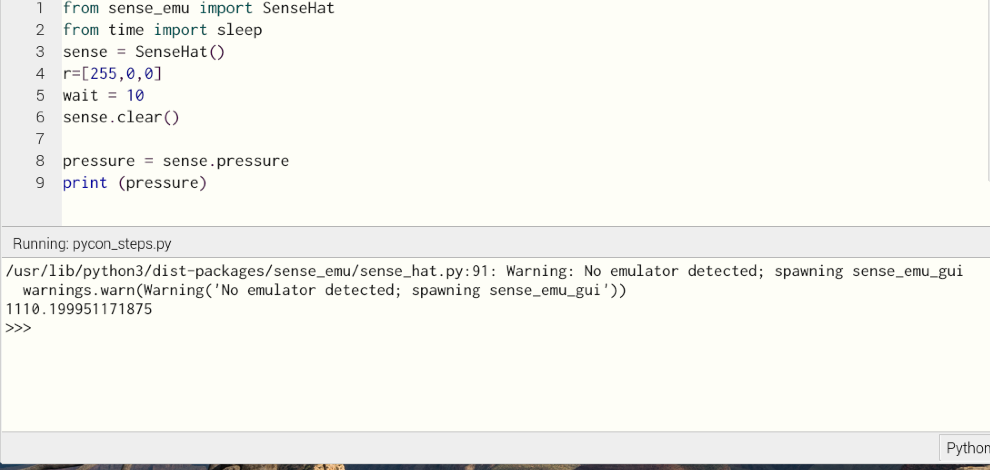 1 from sense_emu import SenseHat
2 from time import sleep
3 sense = SenseHat()
4 r=[255,0,0]
5 wait = 10
6 sense.clear()
7
8 pressure = sense.pressure
9 print (pressure)
Running: pycon_steps.py
/usr/lib/python3/dist-packages/sense_emu/sense_hat.py:91: Warning: No emulator detected; spawning sense_emu_gui
  warnings.warn(Warning('No emulator detected; spawning sense_emu_gui'))
1110.199951171875
>>>
Python